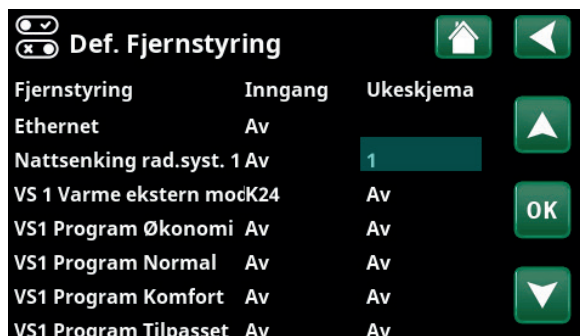 Def. Fjernstyring
Fjernstyring Inngang Ukeskjema
Ethernet Av
Nattsenking rad.syst. 1 Av 1
VS 1 Varme ekstern mod K24 Av
VS1 Program Økonomi Av Av
OK
VS1 Program Normal Av Av
VS1 Program Komfort Av Av
VS1 Program Tilpasset Av Av